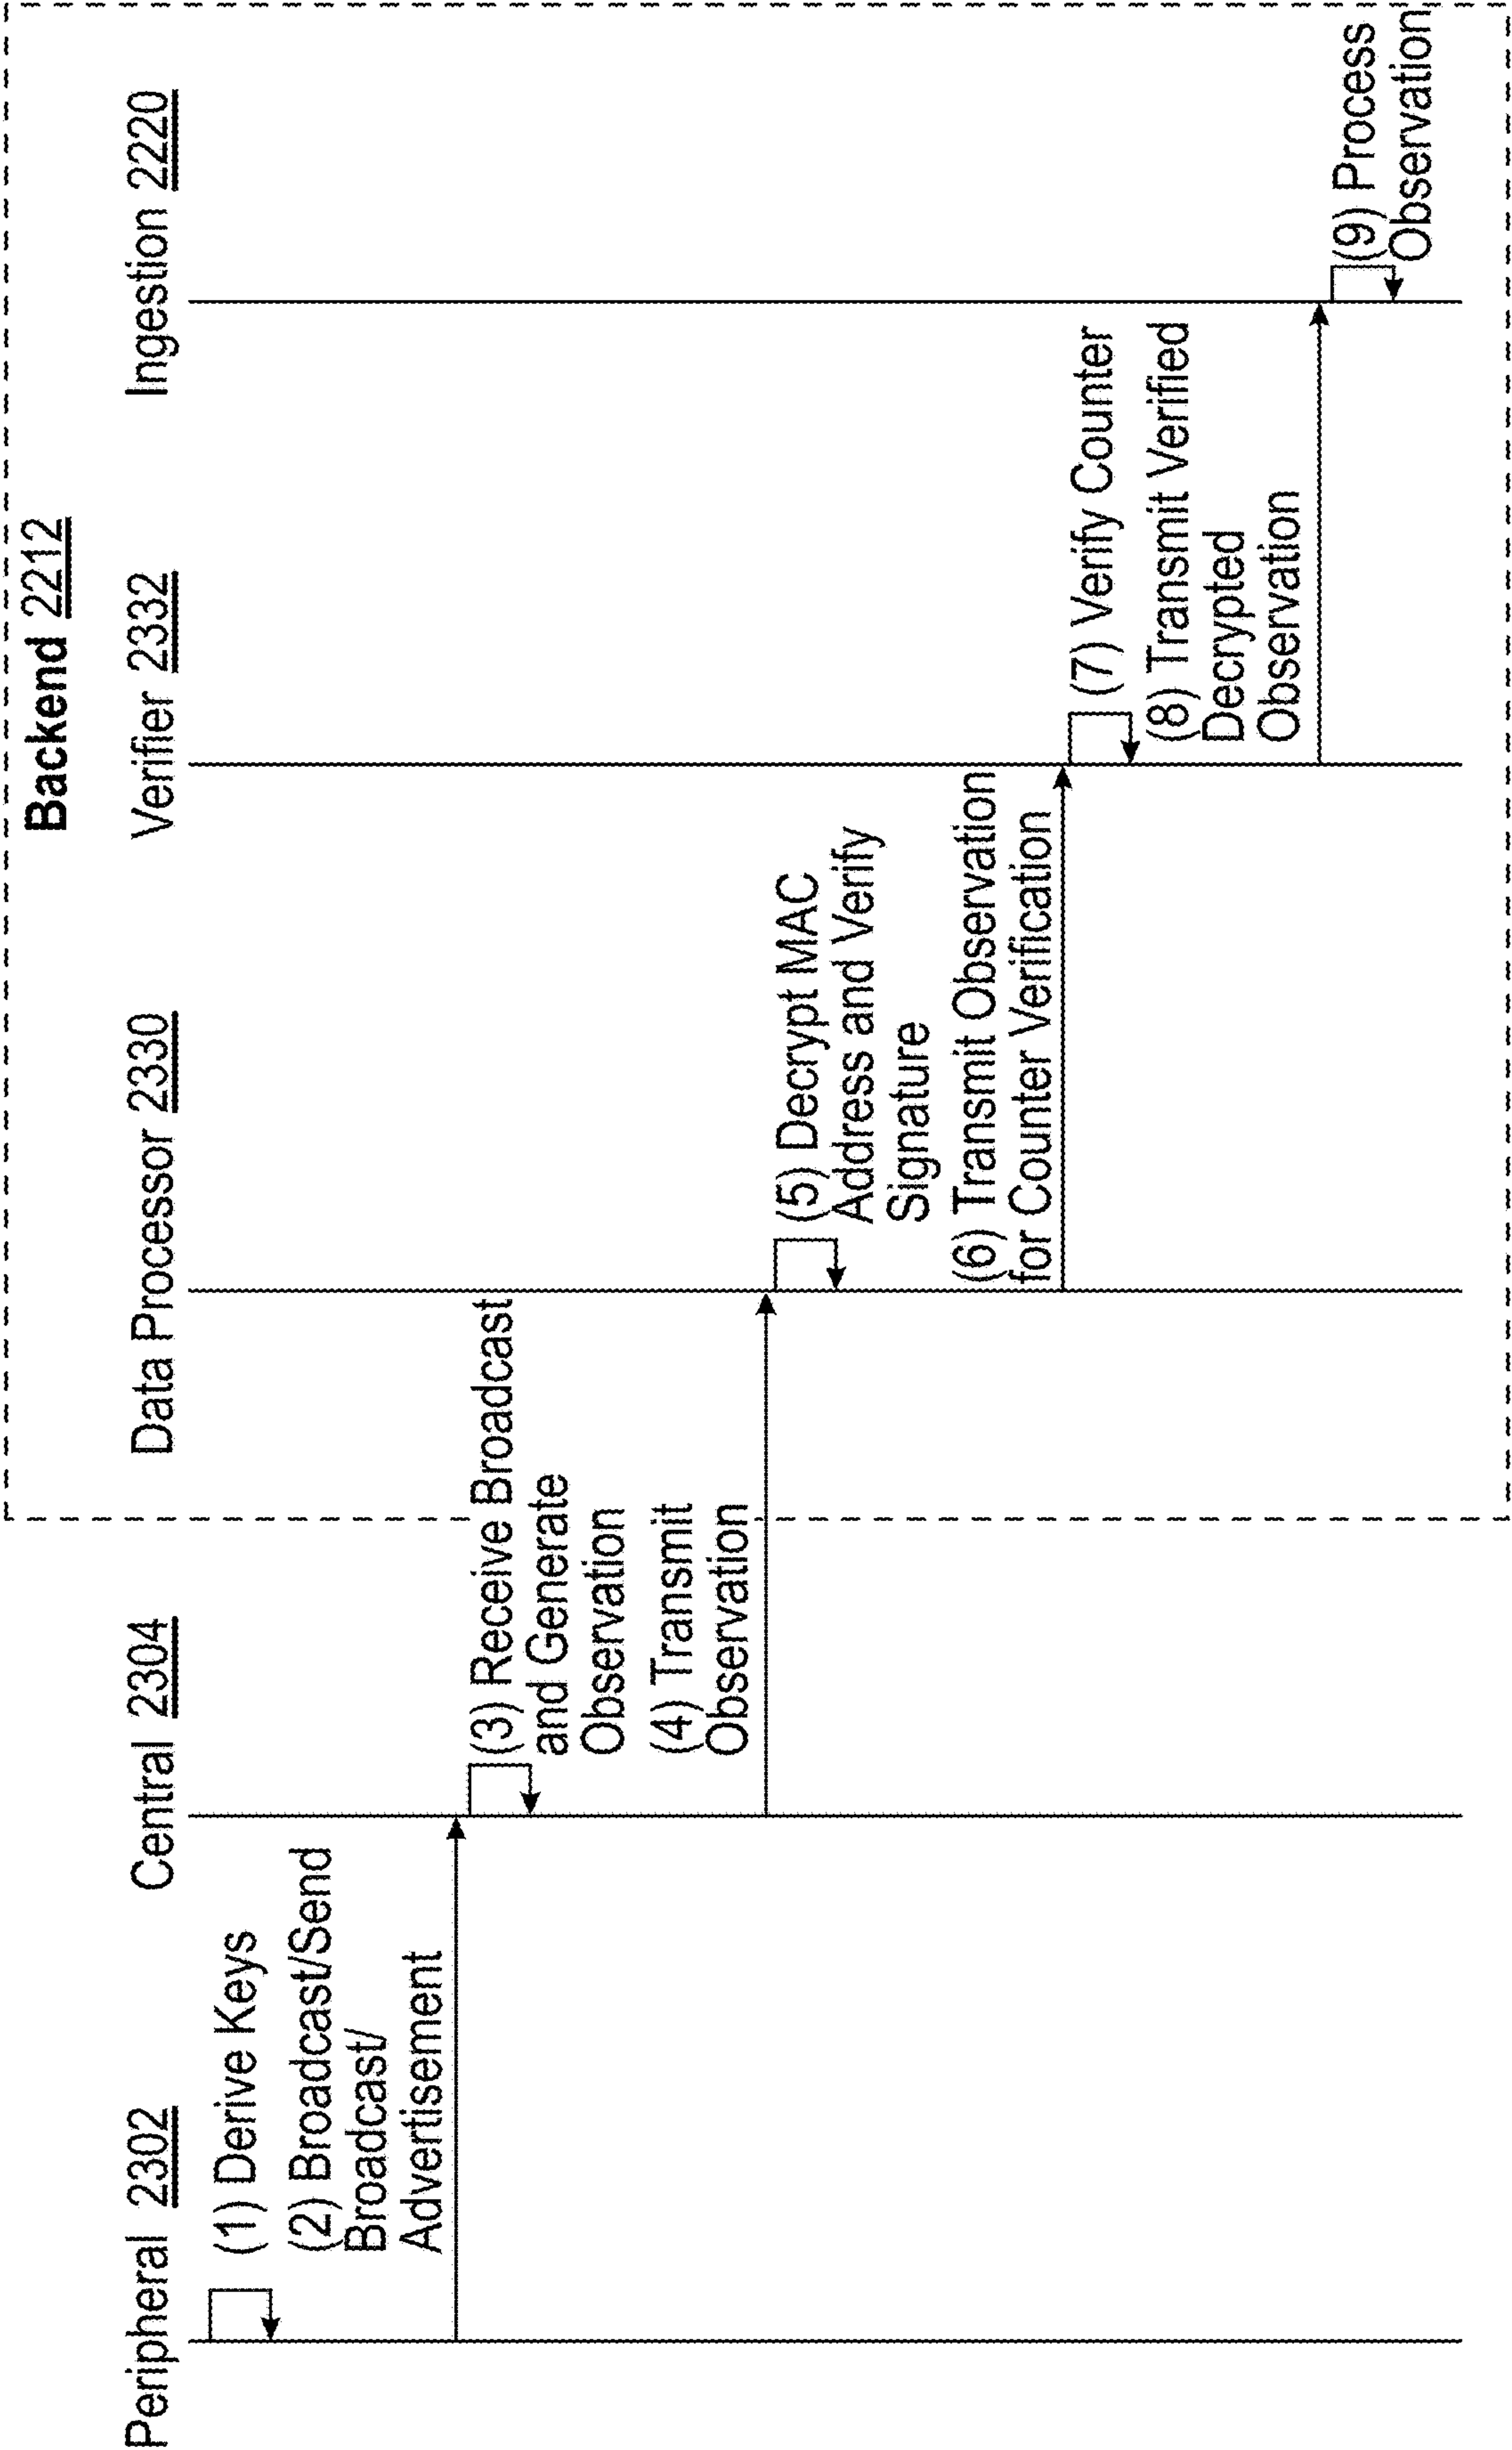 Backend 2212
Peripheral 2302
Central 2304
Data Processor 2330
Verifier 2332
Ingestion 2220
(1) Derive Keys
(2) Broadcast/Send
Broadcast/
Advertisement
(3) Receive Broadcast
and Generate
Observation
(4) Transmit
Observation
(5) Decrypt MAC
Address and Verify
Signature
(6) Transmit Observation
for Counter Verification
(7) Verify Counter
(8) Transmit Verified
Decrypted
Observation
(9) Process
Observation